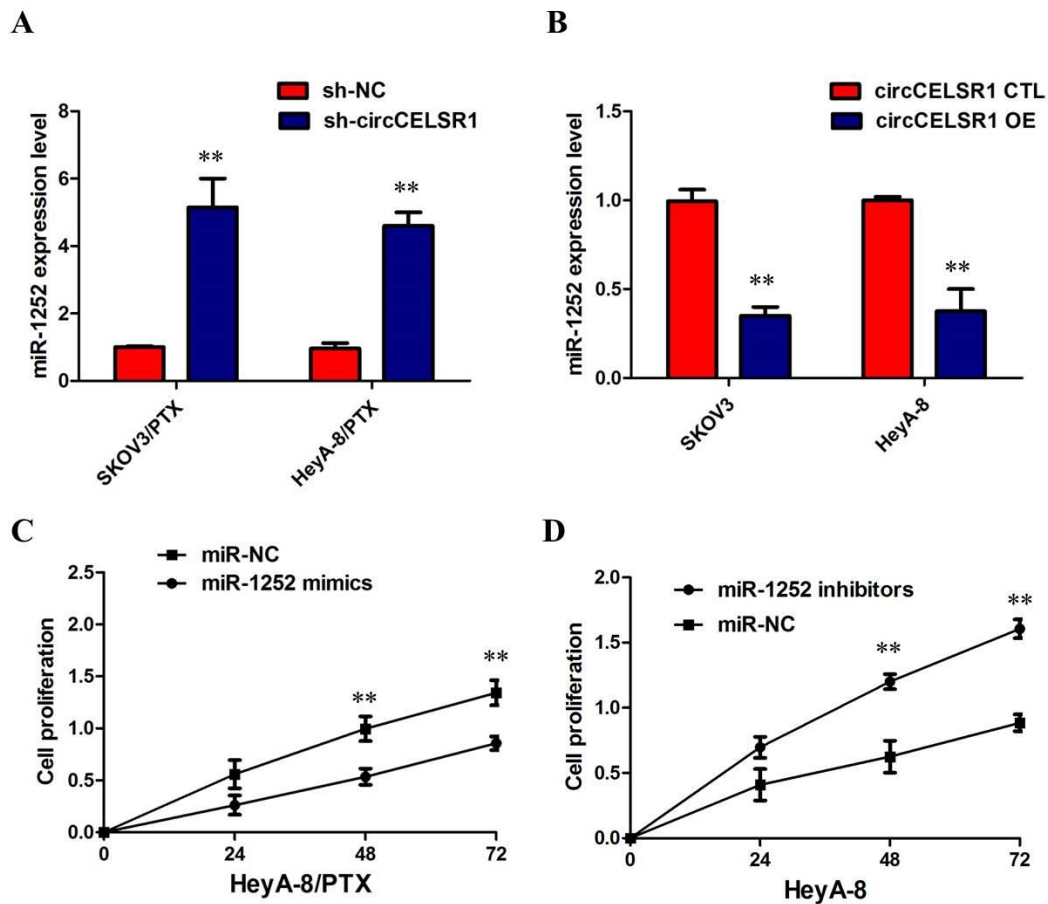 A
sh-NC
sh-circCELSR1
miR-1252 expression level
8
6
4
2
0
**
**
SKOV3/PTX
HeyA-8/PTX
B
circCELSR1 CTL
circCELSR1 OE
miR-1252 expression level
1.5
1.0
0.5
0.0
**
**
SKOV3
HeyA-8
C
miR-NC
miR-1252 mimics
Cell proliferation
2.5
2.0
1.5
1.0
0.5
0.0
**
**
0 24 48 72
HeyA-8/PTX
D
miR-1252 inhibitors
miR-NC
Cell proliferation
2.0
1.5
1.0
0.5
0.0
**
**
0 24 48 72
HeyA-8